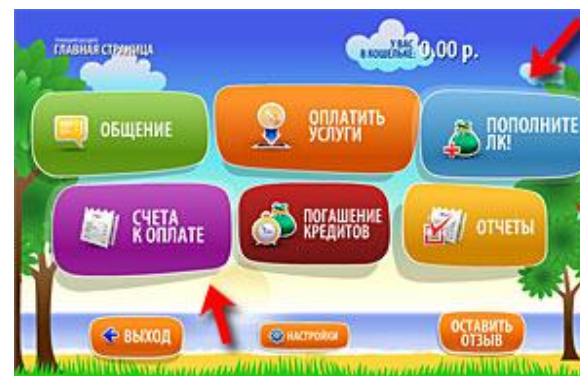 ГЛАВНАЯ СТРАНИЦА
У ВАС
В КОШЕЛЬКЕ: 0,00 р.
ОБЩЕНИЕ
ОПЛАТИТЬ
УСЛУГИ
ПОПОЛНИТЕ
ЛК!
СЧЕТА
К ОПЛАТЕ
ПОГАШЕНИЕ
КРЕДИТОВ
ОТЧЕТЫ
ВЫХОД
НАСТРОЙКИ
ОСТАВИТЬ
ОТЗЫВ